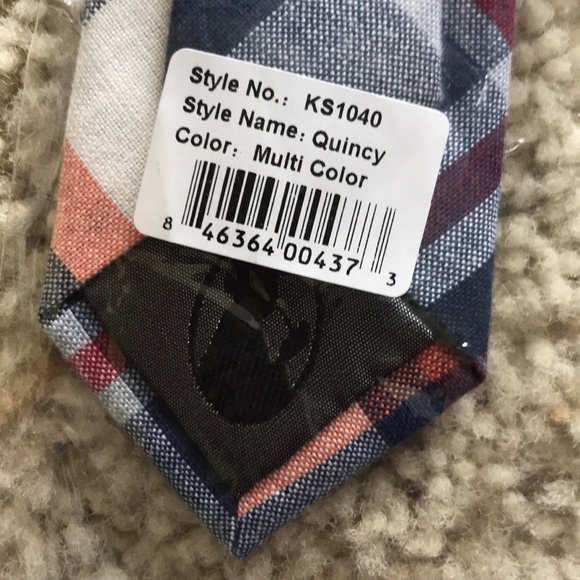 Style No.: KS1040
Style Name: Quincy
Color: Multi Color
8 46364 00437 3